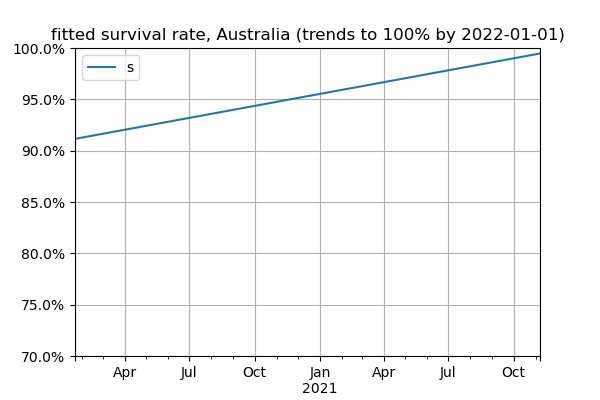 fitted survival rate, Australia (trends to 100% by 2022-01-01)
100.0%
s
95.0%
90.0%
85.0%
80.0%
75.0%
70.0%
Apr Jul Oct Jan Apr Jul Oct
2021